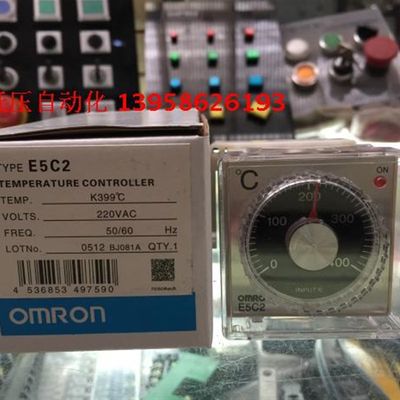 压自动化 13958626193
TYPE E5C2
TEMPERATURE CONTROLLER
TEMP. K399℃
VOLTS. 220VAC
FREQ. 50/60 Hz
LOTNo. 0512 BJ081A QTY.1
4 536853 497590
OMRON
°C
ON
0 100 200 300 400
INPUT K
OMRON
E5C2